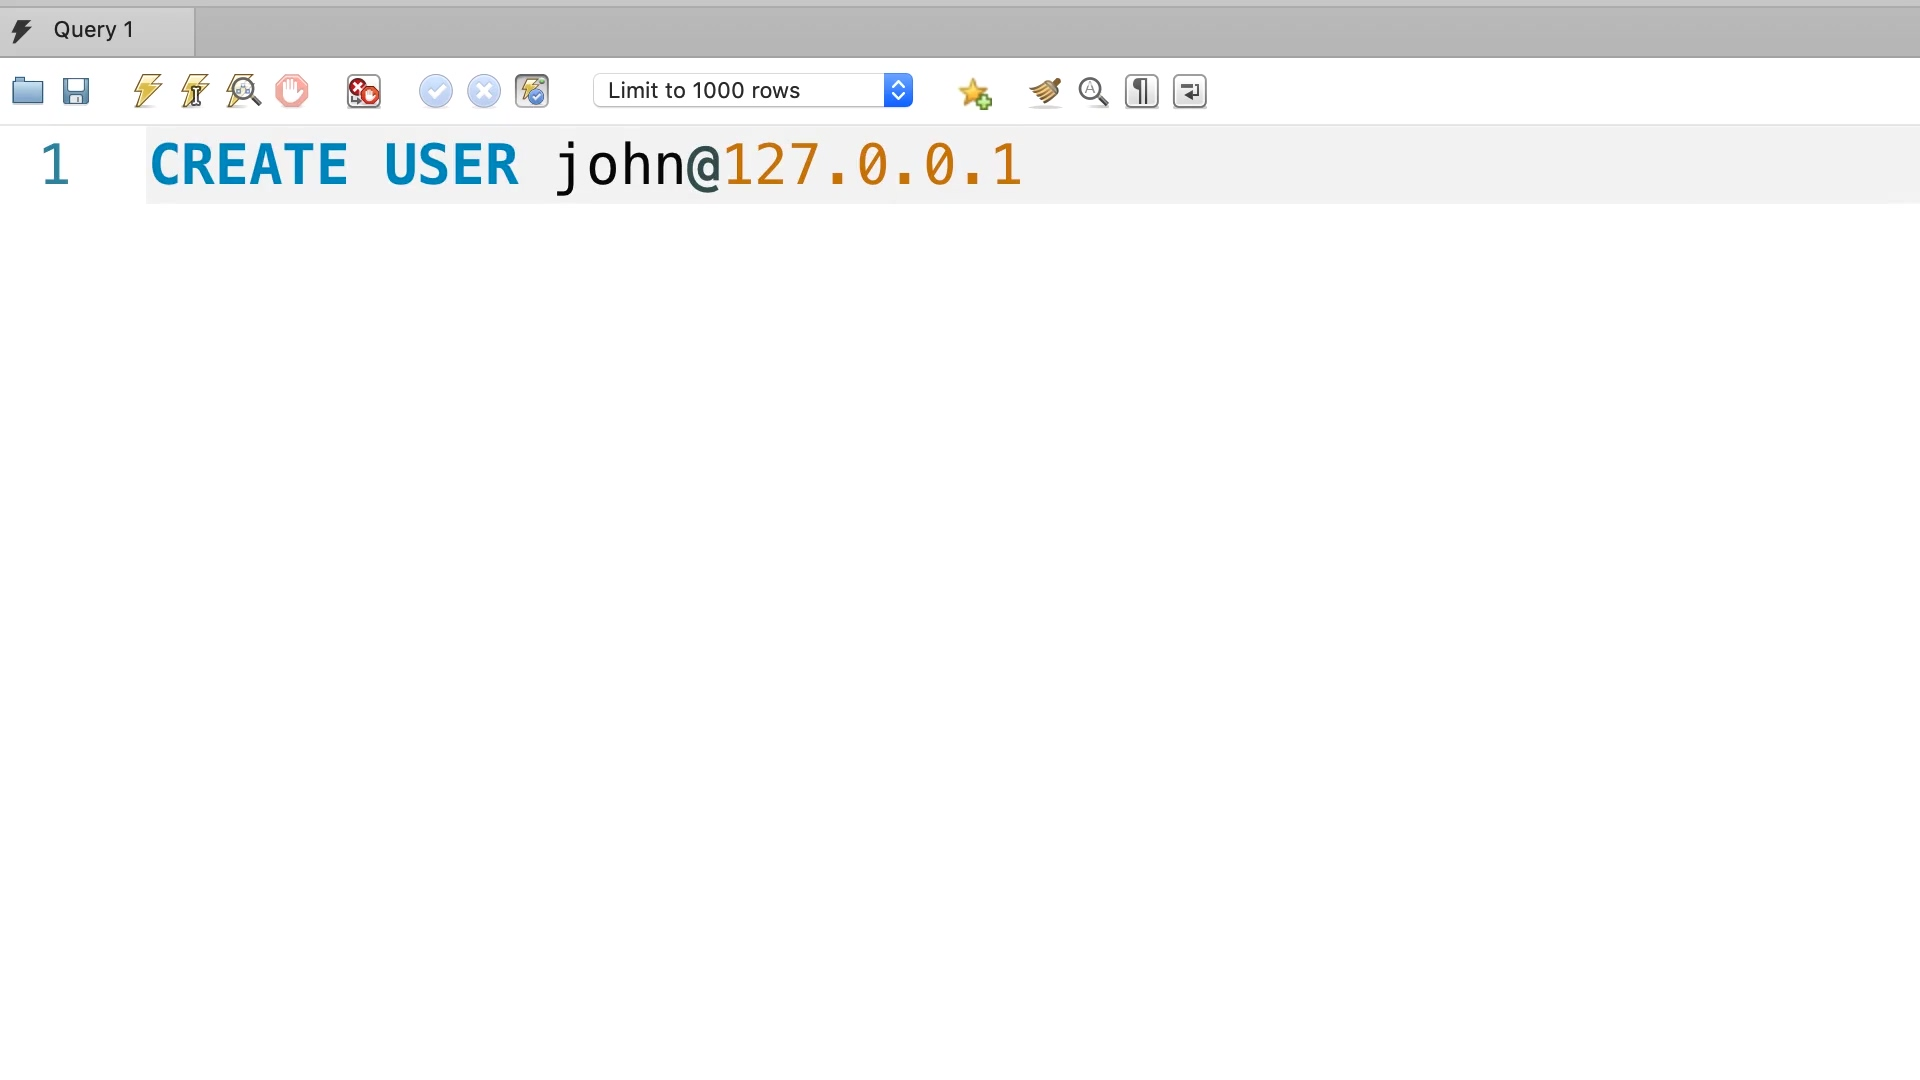 Query 1
Limit to 1000 rows
1 CREATE USER john@127.0.0.1